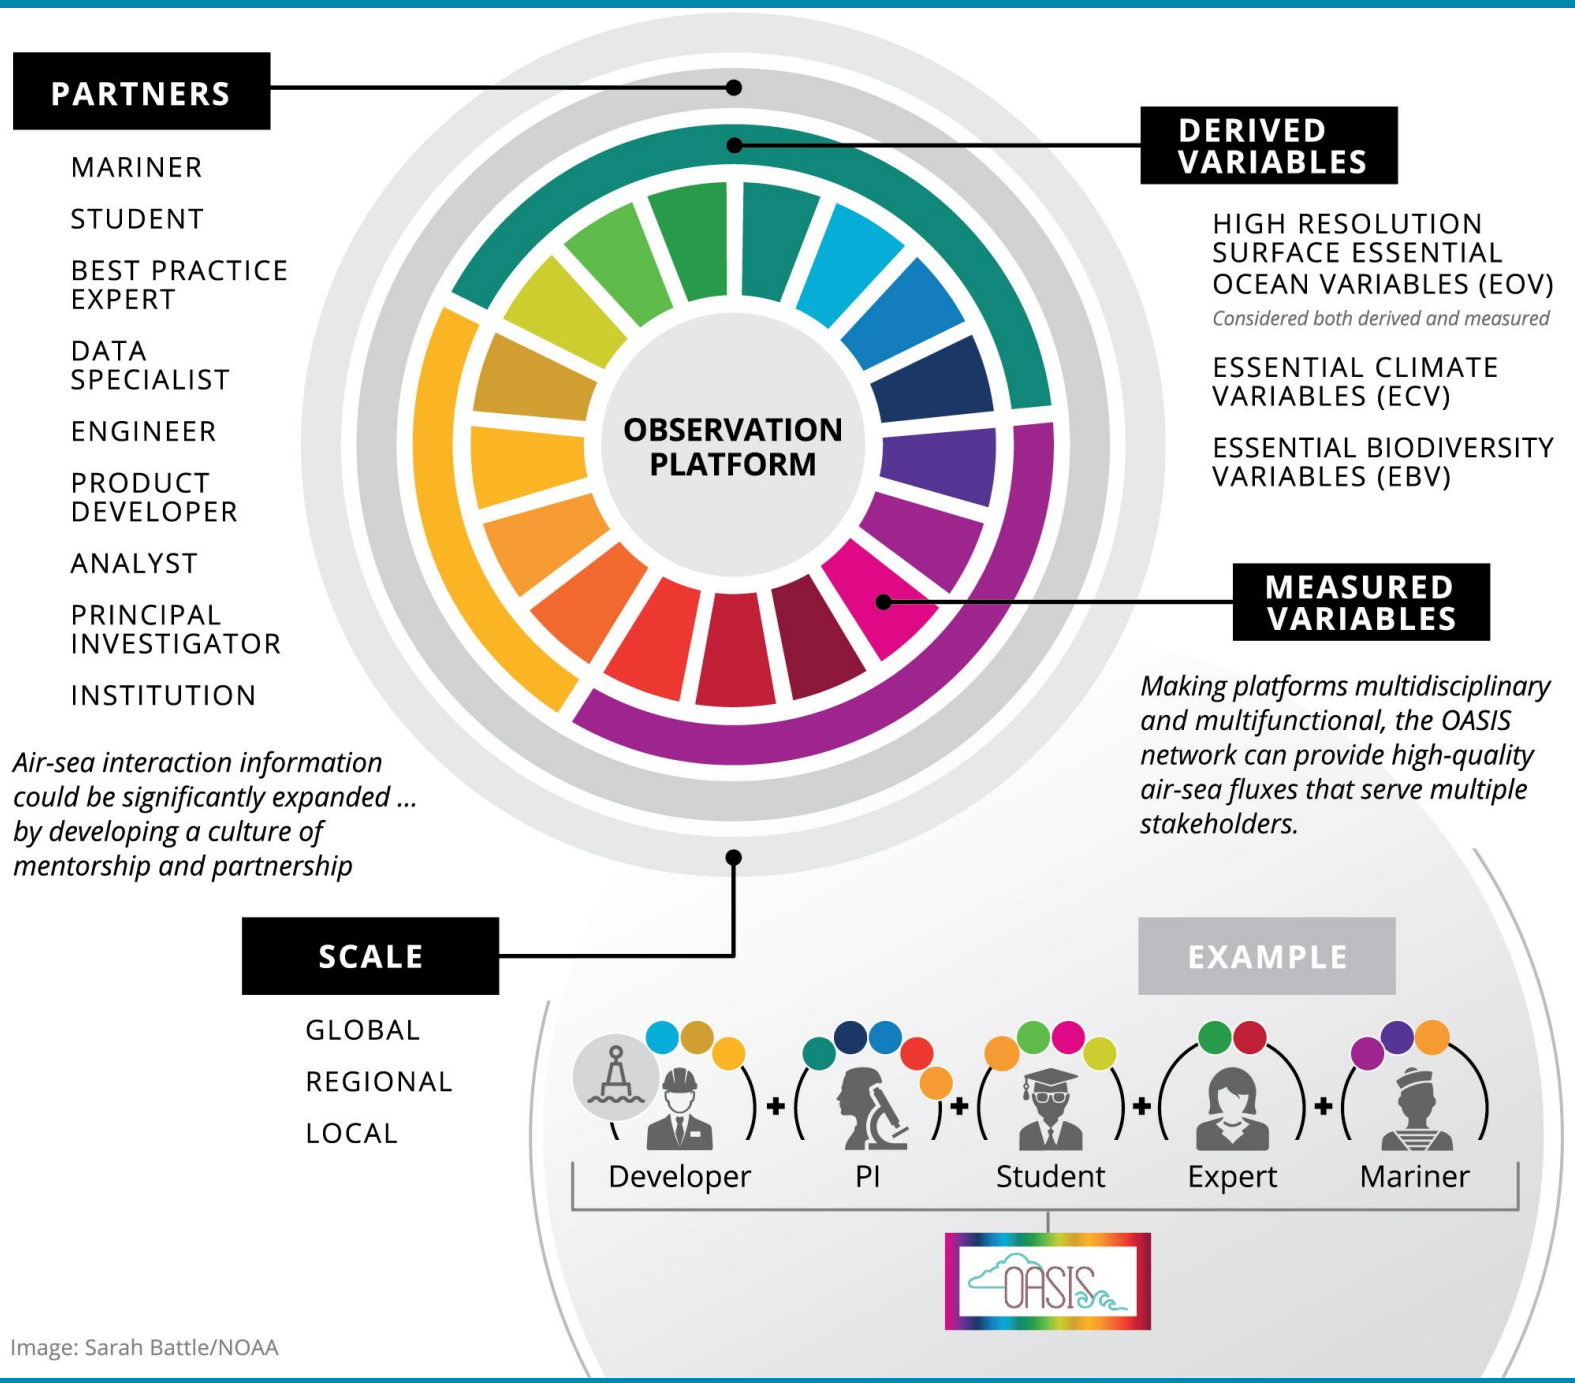 PARTNERS
MARINER
STUDENT
BEST PRACTICE
EXPERT
DATA
SPECIALIST
ENGINEER
PRODUCT
DEVELOPER
ANALYST
PRINCIPAL
INVESTIGATOR
INSTITUTION
Air-sea interaction information
could be significantly expanded ...
by developing a culture of
mentorship and partnership
OBSERVATION
PLATFORM
DERIVED
VARIABLES
HIGH RESOLUTION
SURFACE ESSENTIAL
OCEAN VARIABLES (EOV)
Considered both derived and measured
ESSENTIAL CLIMATE
VARIABLES (ECV)
ESSENTIAL BIODIVERSITY
VARIABLES (EBV)
MEASURED
VARIABLES
Making platforms multidisciplinary
and multifunctional, the OASIS
network can provide high-quality
air-sea fluxes that serve multiple
stakeholders.
SCALE
GLOBAL
REGIONAL
LOCAL
EXAMPLE
+ + + +
Developer PI Student Expert Mariner
OASIS
Image: Sarah Battle/NOAA